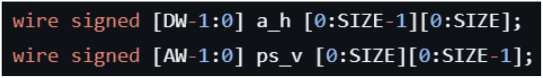 wire signed [DW-1:0] a_h [0:SIZE-1][0:SIZE];
wire signed [AW-1:0] ps_v [0:SIZE][0:SIZE-1];